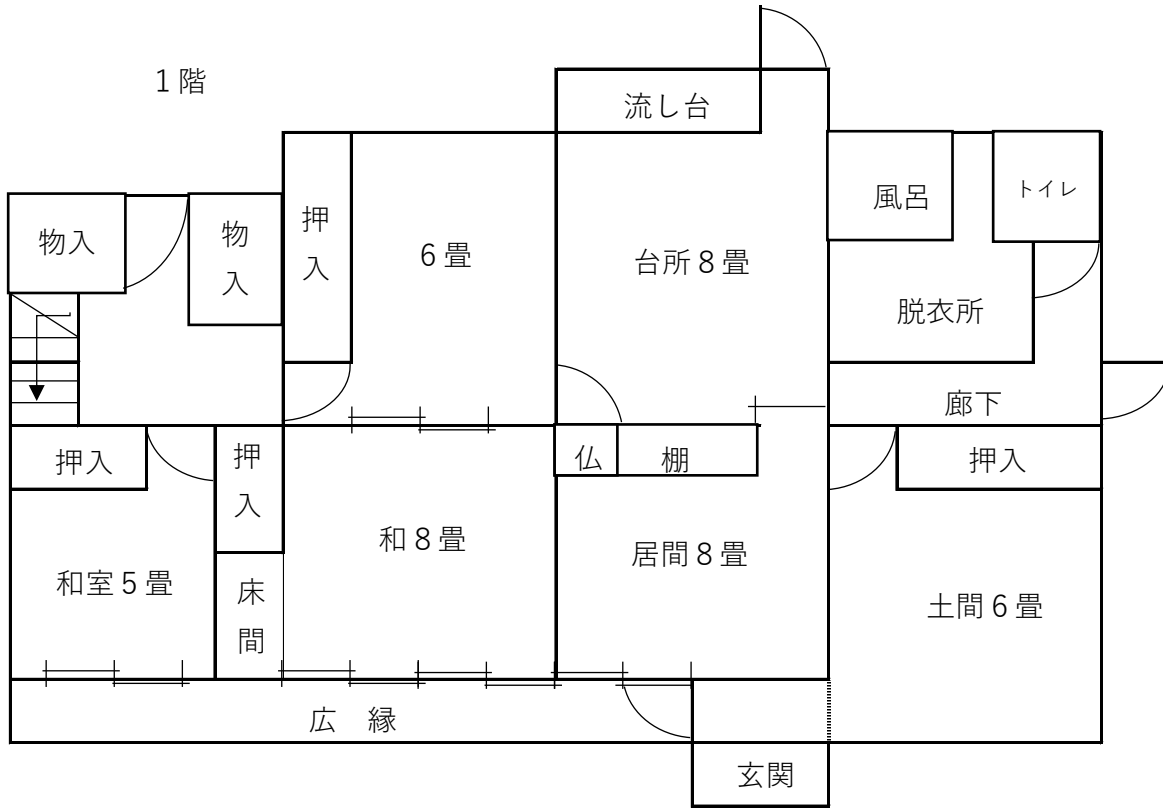 1階
流し台
風呂
トイレ
物入
物入
押入
6畳
台所8畳
脱衣所
廊下
押入
押入
仏
棚
押入
和8畳
居間8畳
和室5畳
床間
土間6畳
広 縁
玄関